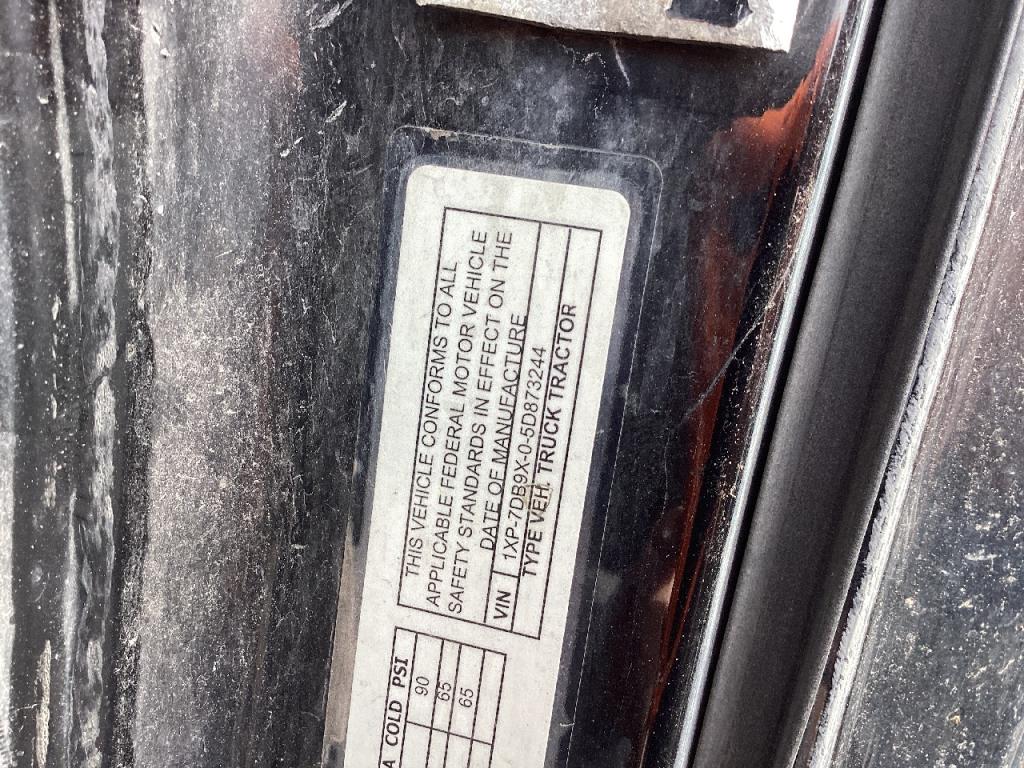 THIS VEHICLE CONFORMS TO ALL
APPLICABLE FEDERAL MOTOR VEHICLE
SAFETY STANDARDS IN EFFECT ON THE
DATE OF MANUFACTURE
VIN 1XP-7DB9X-0-5D873244
TYPE VEH. TRUCK TRACTOR
COLD PSI
90
65
65